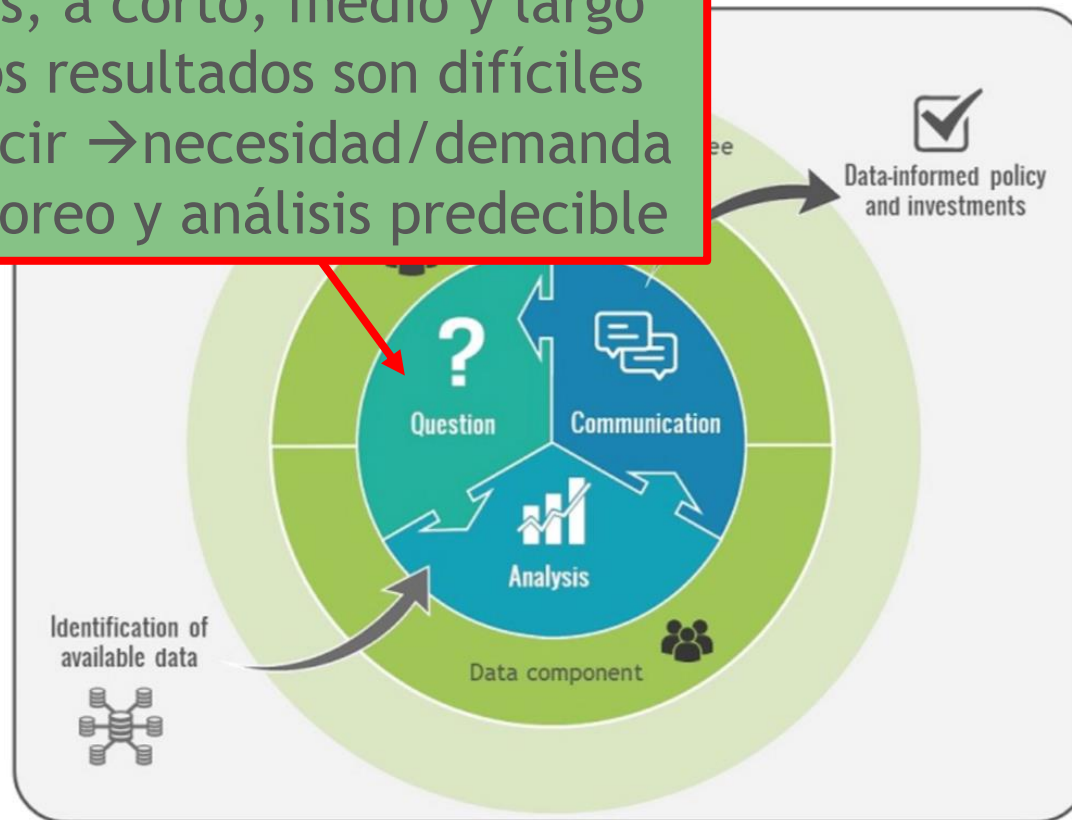 s, a corto, medio y largo
os resultados son difíciles
cir →necesidad/demanda
oreo y análisis predecible
ee
Data-informed policy
and investments
?
Question
Communication
Analysis
Identification of
available data
Data component